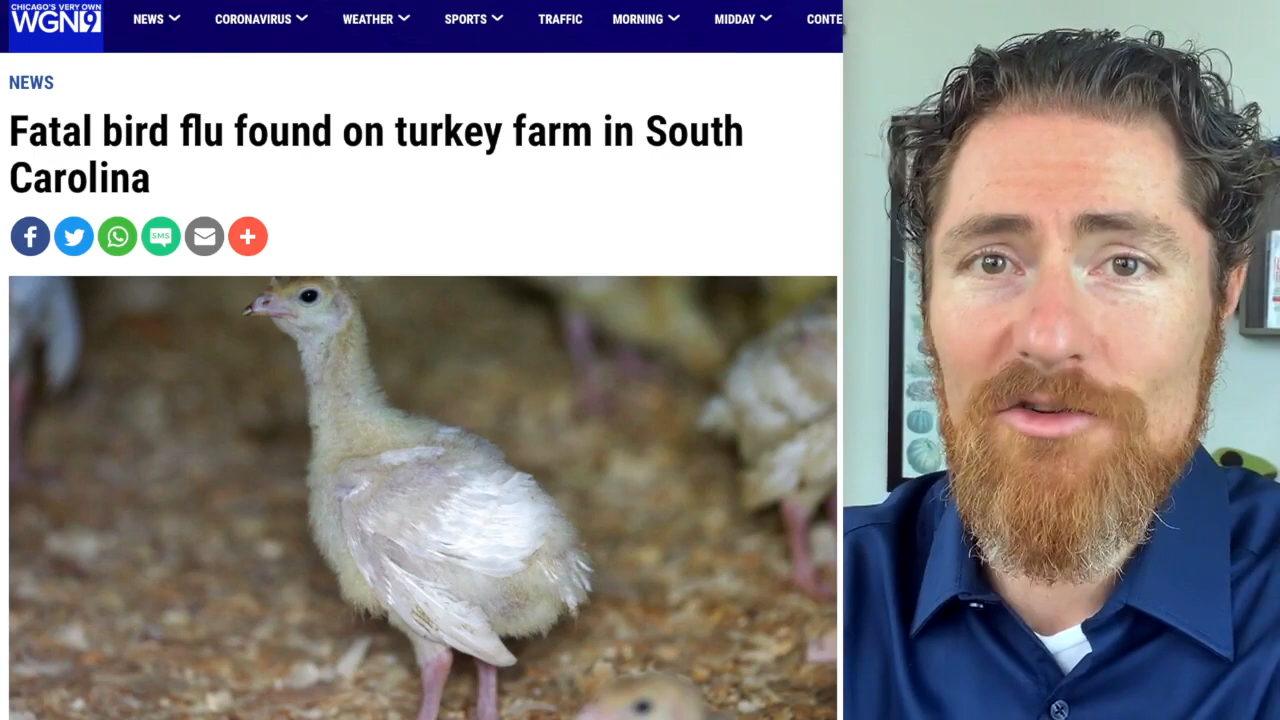 CHICAGO'S VERY OWN
WGN9
NEWS
CORONAVIRUS
WEATHER
SPORTS
TRAFFIC
MORNING
MIDDAY
CONTE
NEWS
Fatal bird flu found on turkey farm in South
Carolina
SMS